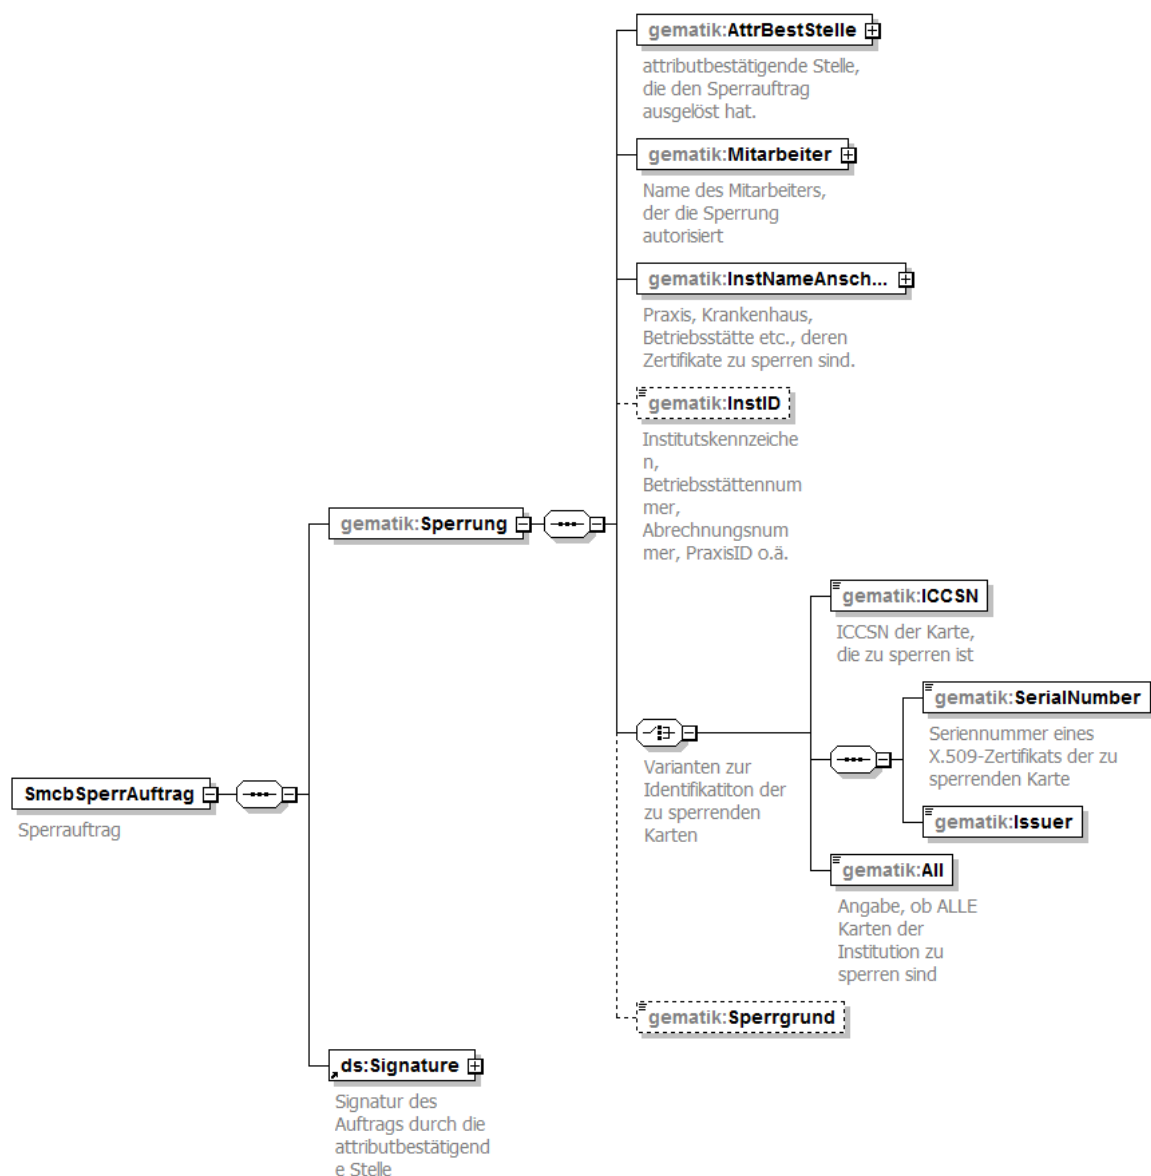 gematik:AttrBestStelle
attributbestätigende Stelle,
die den Sperrauftrag
ausgelöst hat.
gematik:Mitarbeiter
Name des Mitarbeiters,
der die Sperrung
autorisiert
gematik:InstNameAnsch...
Praxis, Krankenhaus,
Betriebsstätte etc., deren
Zertifikate zu sperren sind.
gematik:InstID
Institutskennzeiche
n,
Betriebsstättennum
mer,
Abrechnungsnum
mer, PraxisID o.ä.
gematik:Sperrung
gematik:ICCSN
ICCSN der Karte,
die zu sperren ist
gematik:SerialNumber
Seriennummer eines
X.509-Zertifikats der zu
sperrenden Karte
Varianten zur
Identifikatiton der
zu sperrenden
Karten
gematik:Issuer
SmcbSperrAuftrag
Sperrauftrag
gematik:All
Angabe, ob ALLE
Karten der
Institution zu
sperren sind
gematik:Sperrgrund
ds:Signature
Signatur des
Auftrags durch die
attributbestätigend
e Stelle